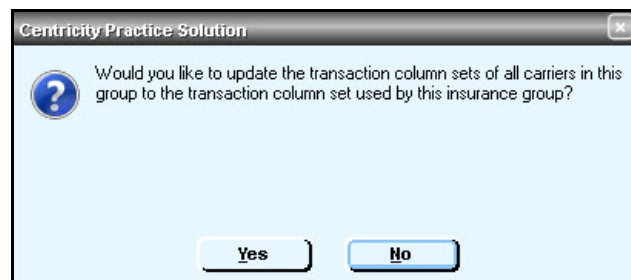 Centricity Practice Solution
Would you like to update the transaction column sets of all carriers in this
group to the transaction column set used by this insurance group?
Yes
No